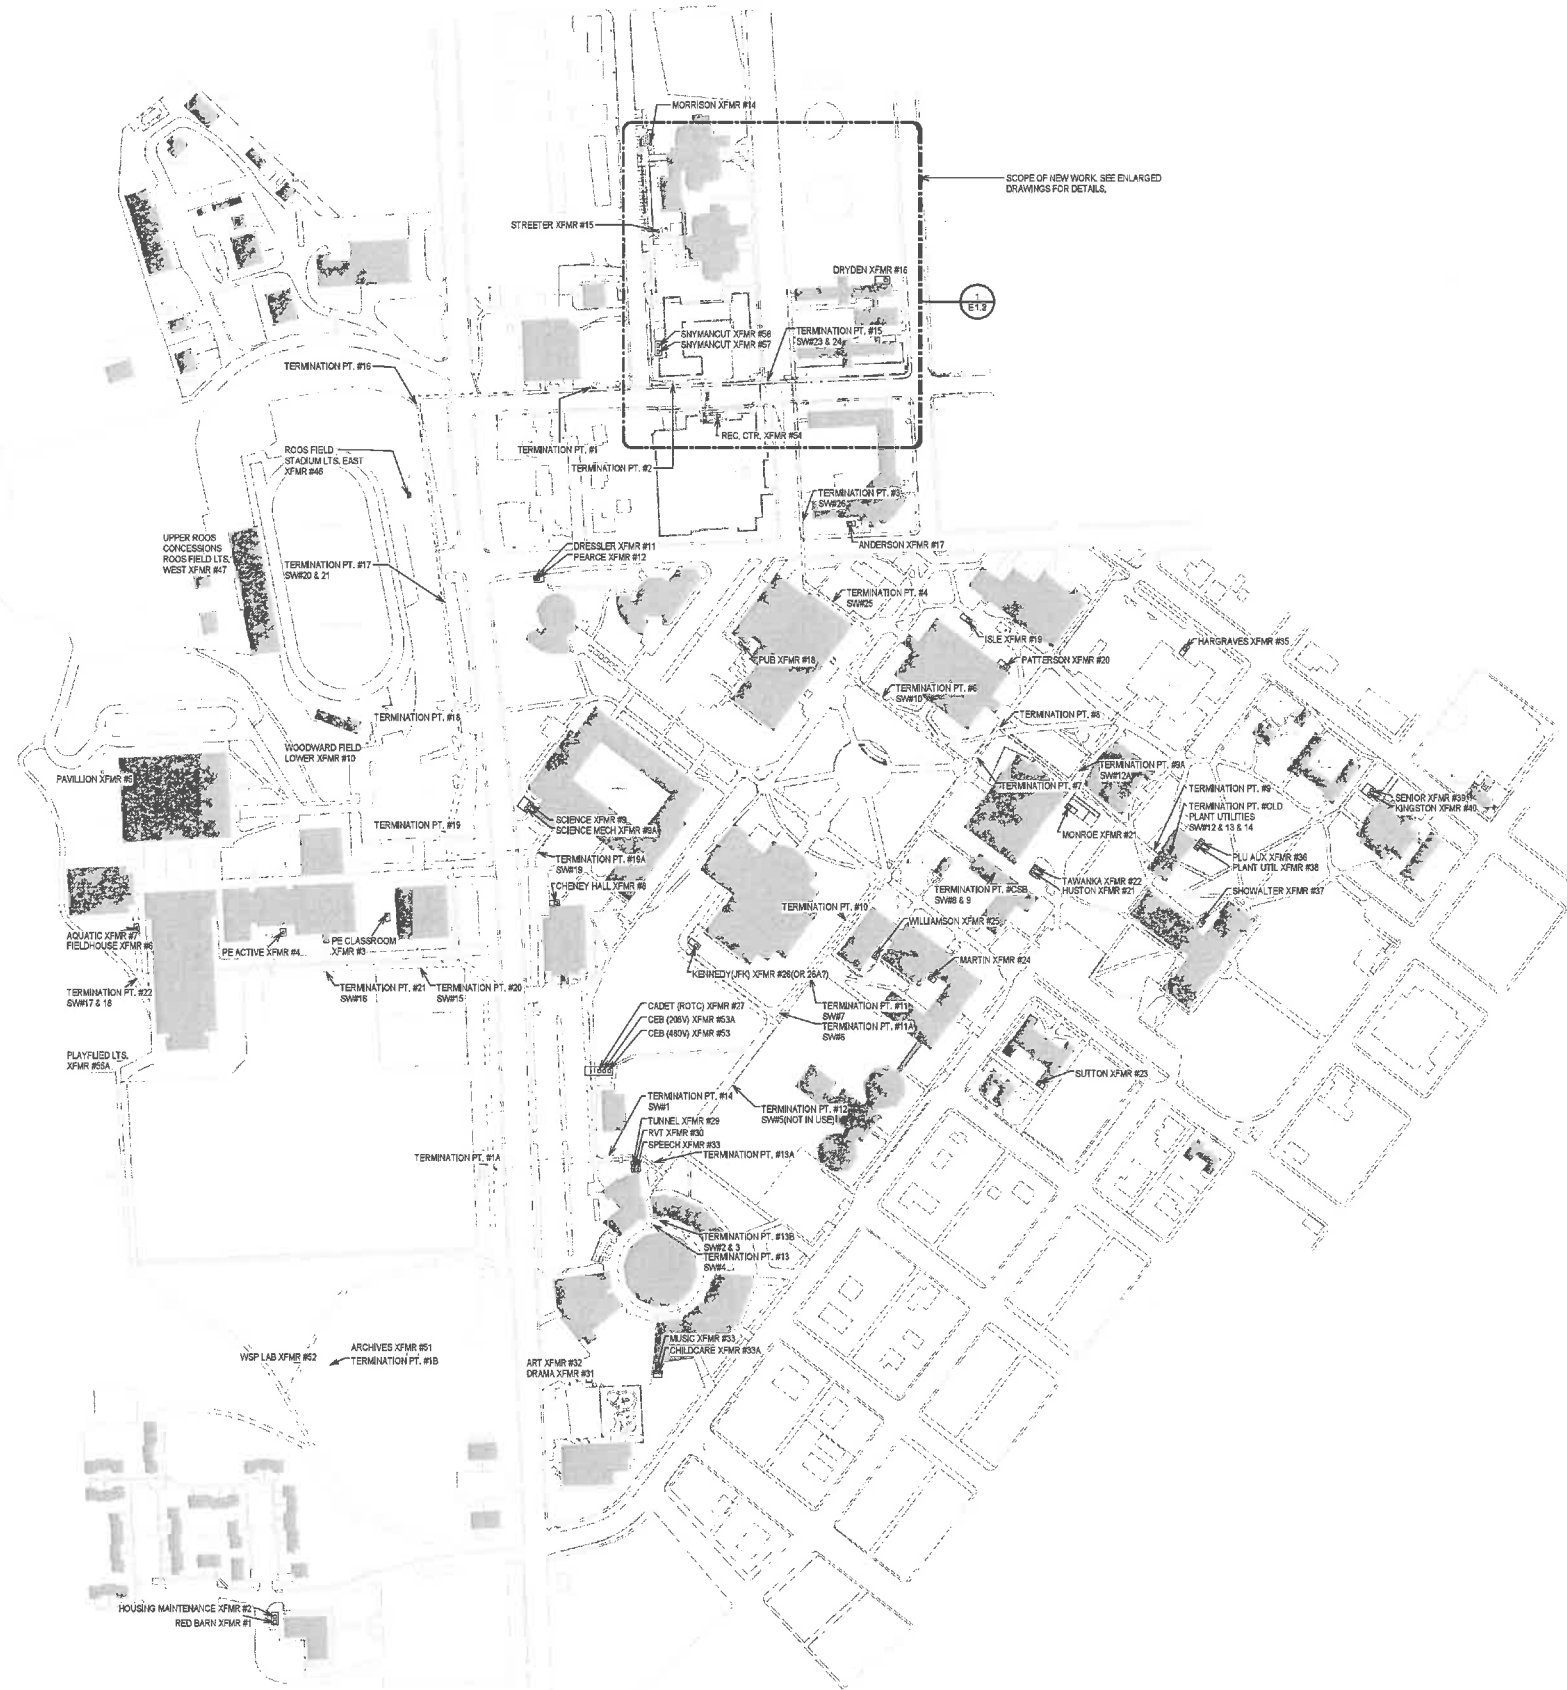 MORRISON XFMR #14
SCOPE OF NEW WORK. SEE ENLARGED
DRAWINGS FOR DETAILS.
STREETER XFMR #15
DRYDEN XFMR #16
1
E1.2
SNYMANCUT XFMR #56
SNYMANCUT XFMR #57
TERMINATION PT. #15
SW#23 & 24
TERMINATION PT. #16
REC. CTR. XFMR #54
TERMINATION PT. #1
TERMINATION PT. #2
ROOS FIELD
STADIUM LTS. EAST
XFMR #46
TERMINATION PT. #3
SW#26
ANDERSON XFMR #17
UPPER ROOS
CONCESSIONS
ROOS FIELD LTS.
WEST XFMR #47
DRESSLER XFMR #11
PEARCE XFMR #12
TERMINATION PT. #17
SW#20 & 21
TERMINATION PT. #4
SW#25
ISLE XFMR #19
HARGRAVES XFMR #35
PUB XFMR #18
PATTERSON XFMR #20
TERMINATION PT. #6
SW#10
TERMINATION PT. #18
TERMINATION PT. #8
WOODWARD FIELD
LOWER XFMR #10
TERMINATION PT. #9A
SW#12A
PAVILLION XFMR #5
TERMINATION PT. #7
TERMINATION PT. #9
SENIOR XFMR #39
KINGSTON XFMR #40
TERMINATION PT. #OLD
PLANT UTILITIES
SW#12 & 13 & 14
SCIENCE XFMR #9
SCIENCE MECH XFMR #9A
TERMINATION PT. #19
MONROE XFMR #21
TERMINATION PT. #19A
SW#19
PLU AUX XFMR #36
PLANT UTIL XFMR #38
CHENEY HALL XFMR #8
TAWANKA XFMR #22
HUSTON XFMR #21
TERMINATION PT. #CSB
SW#8 & 9
SHOWALTER XFMR #37
TERMINATION PT. #10
WILLIAMSON XFMR #25
AQUATIC XFMR #7
FIELDHOUSE XFMR #6
PE ACTIVE XFMR #4
PE CLASSROOM
XFMR #3
MARTIN XFMR #24
KENNEDY(JFK) XFMR #26(OR 26A?)
TERMINATION PT. #22
SW#17 & 18
TERMINATION PT. #21
SW#16
TERMINATION PT. #20
SW#15
CADET (ROTC) XFMR #27
CEB (208V) XFMR #53A
CEB (480V) XFMR #53
TERMINATION PT. #11
SW#7
TERMINATION PT. #11A
SW#6
PLAYFLIED LTS.
XFMR #55A
SUTTON XFMR #23
TERMINATION PT. #14
SW#1
TERMINATION PT. #12
SW#5(NOT IN USE)
TUNNEL XFMR #29
RVT XFMR #30
SPEECH XFMR #33
TERMINATION PT. #13A
TERMINATION PT. #1A
TERMINATION PT. #13B
SW#2 & 3
TERMINATION PT. #13
SW#4
MUSIC XFMR #33
CHILDCARE XFMR #33A
WSP LAB XFMR #52
ARCHIVES XFMR #51
TERMINATION PT. #1B
ART XFMR #32
DRAMA XFMR #31
HOUSING MAINTENANCE XFMR #2
RED BARN XFMR #1